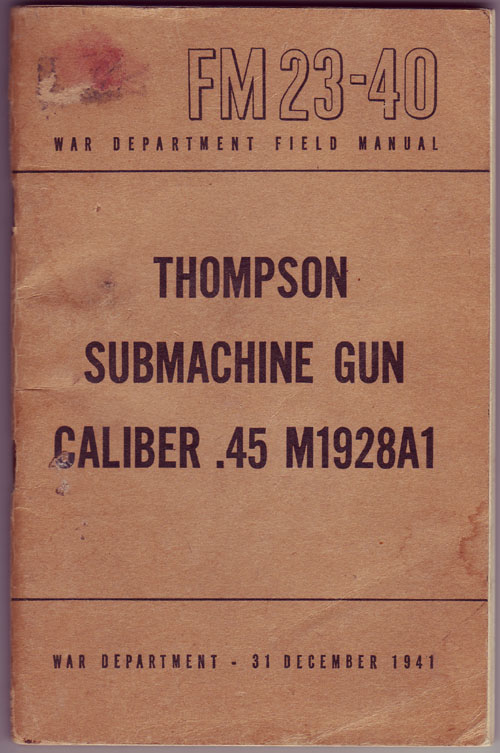 FM 23-40
WAR DEPARTMENT FIELD MANUAL
THOMPSON
SUBMACHINE GUN
CALIBER .45 M1928A1
WAR DEPARTMENT - 31 DECEMBER 1941